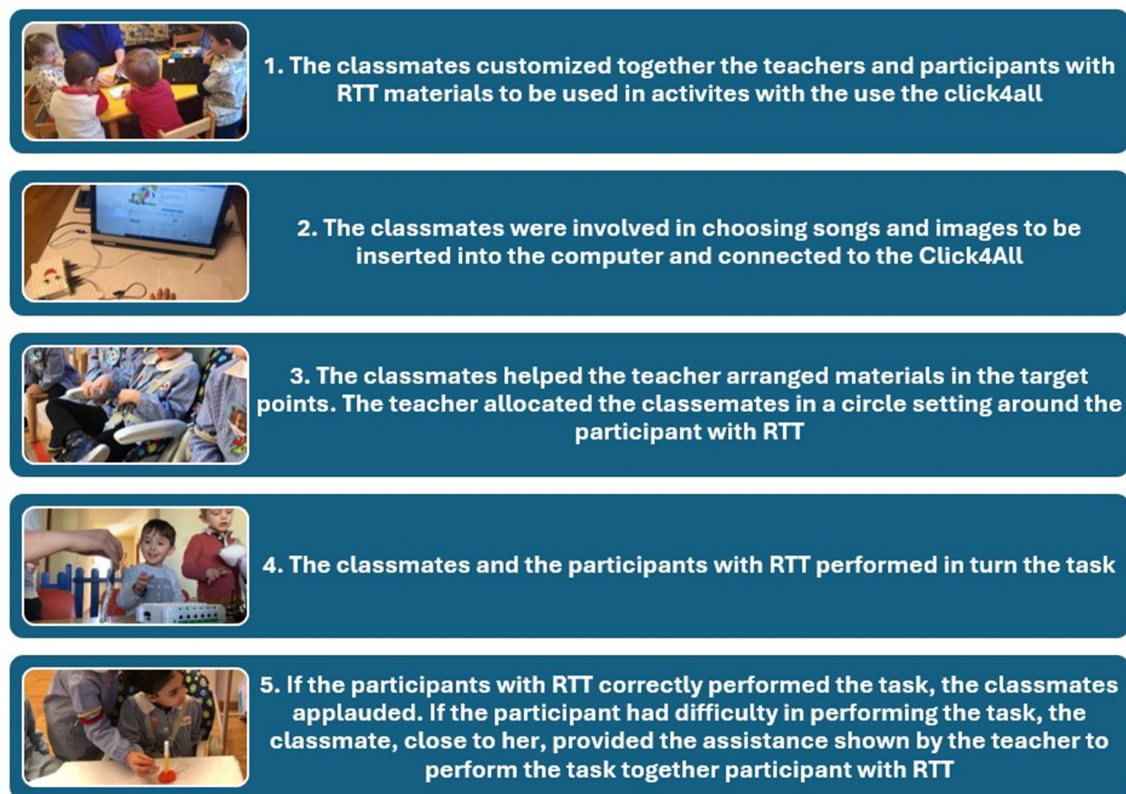 1. The classmates customized together the teachers and participants with
RTT materials to be used in activites with the use the click4all
2. The classmates were involved in choosing songs and images to be
inserted into the computer and connected to the Click4All
3. The classmates helped the teacher arranged materials in the target
points. The teacher allocated the classemates in a circle setting around the
participant with RTT
4. The classmates and the participants with RTT performed in turn the task
5. If the participants with RTT correctly performed the task, the classmates
applauded. If the participant had difficulty in performing the task, the
classmate, close to her, provided the assistance shown by the teacher to
perform the task together participant with RTT